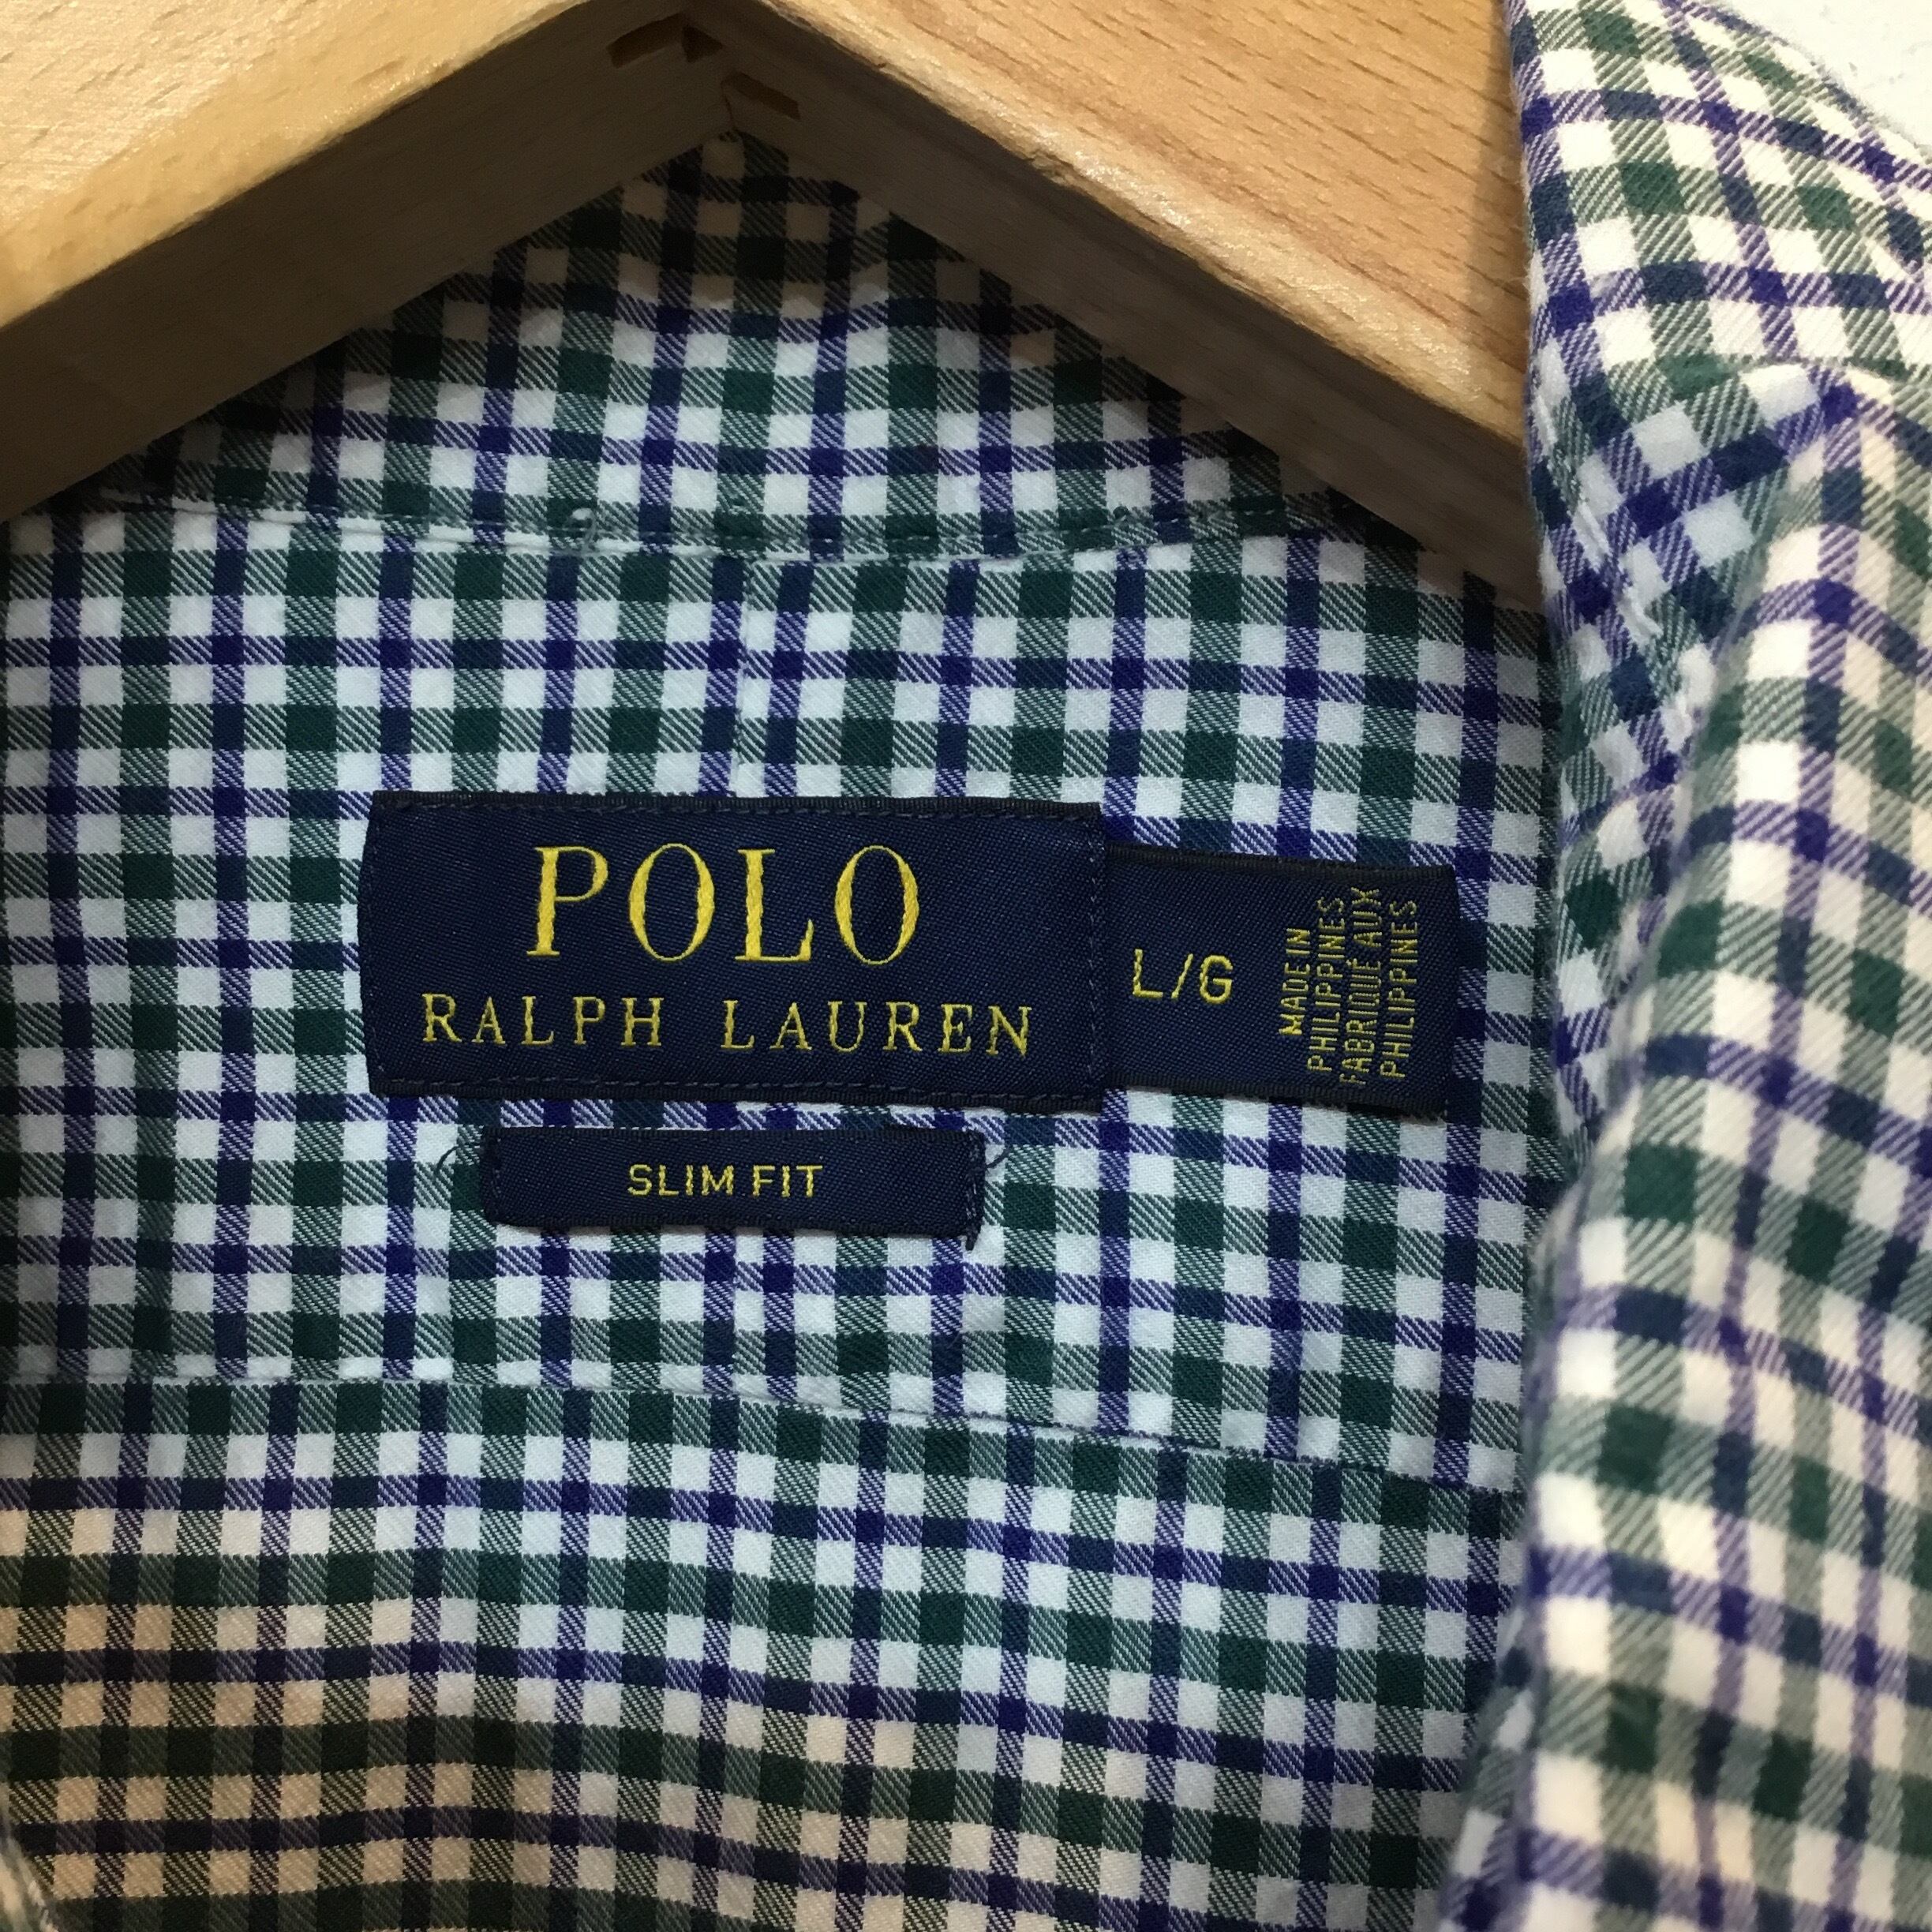 POLO
RALPH LAUREN
L/G
MADE IN
PHILIPPINES
FABRIQUÉ AUX
PHILIPPINES
SLIM FIT